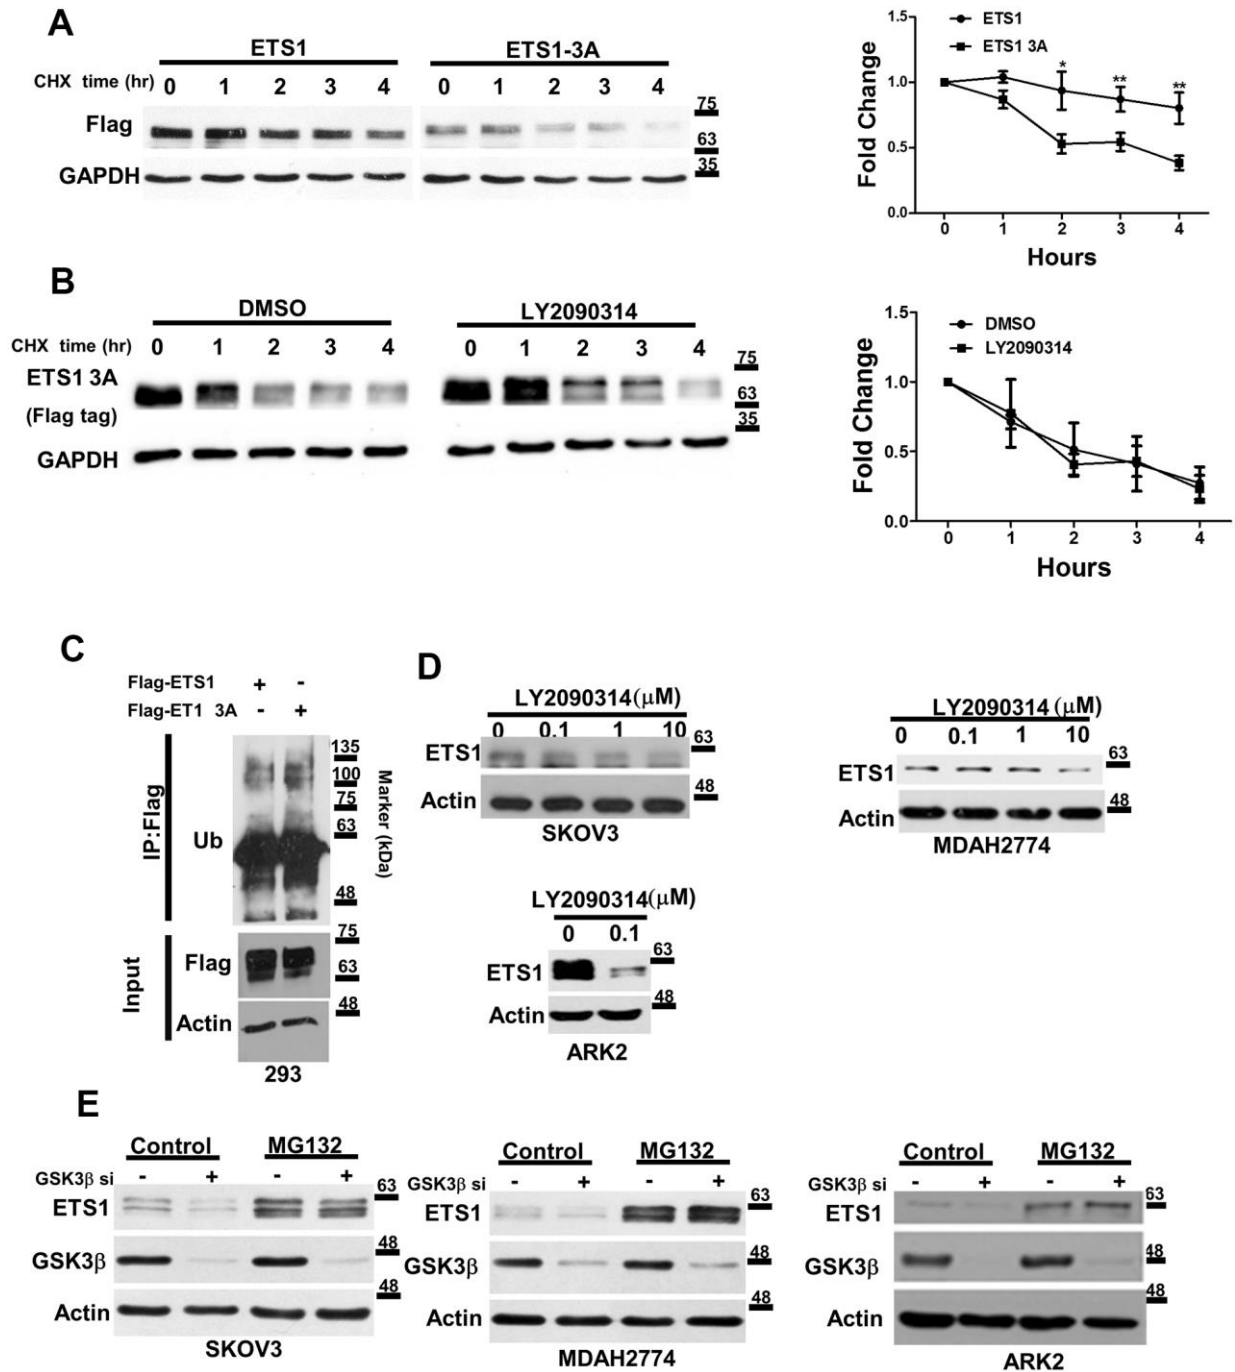 A
ETS1 ETS1-3A
CHX time (hr) 0 1 2 3 4 0 1 2 3 4
Flag 75
63
GAPDH 35
1.5
1.0
0.5
0.0
Fold Change
ETS1
ETS1 3A
* ** **
0 1 2 3 4
Hours
B
DMSO LY2090314
CHX time (hr) 0 1 2 3 4 0 1 2 3 4
ETS1 3A 75
(Flag tag) 63
35
GAPDH
1.5
1.0
0.5
0.0
Fold Change
DMSO
LY2090314
0 1 2 3 4
Hours
C
Flag-ETS1 + -
Flag-ET1 3A - +
IP:Flag
Ub
135
100
75
63
48
Marker (kDa)
Input
Flag
75
63
Actin 48
293
D
LY2090314(μM)
0 0.1 1 10
ETS1 63
Actin 48
SKOV3
LY2090314(μM)
0 0.1 1 10
ETS1 63
Actin 48
MDAH2774
LY2090314(μM)
0 0.1
ETS1 63
Actin 48
ARK2
E
Control MG132
GSK3β si - + - +
ETS1 63
GSK3β 48
Actin 48
SKOV3
Control MG132
GSK3β si - + - +
ETS1 63
GSK3β 48
Actin 48
MDAH2774
Control MG132
GSK3β si - + - +
ETS1 63
GSK3β 48
Actin 48
ARK2